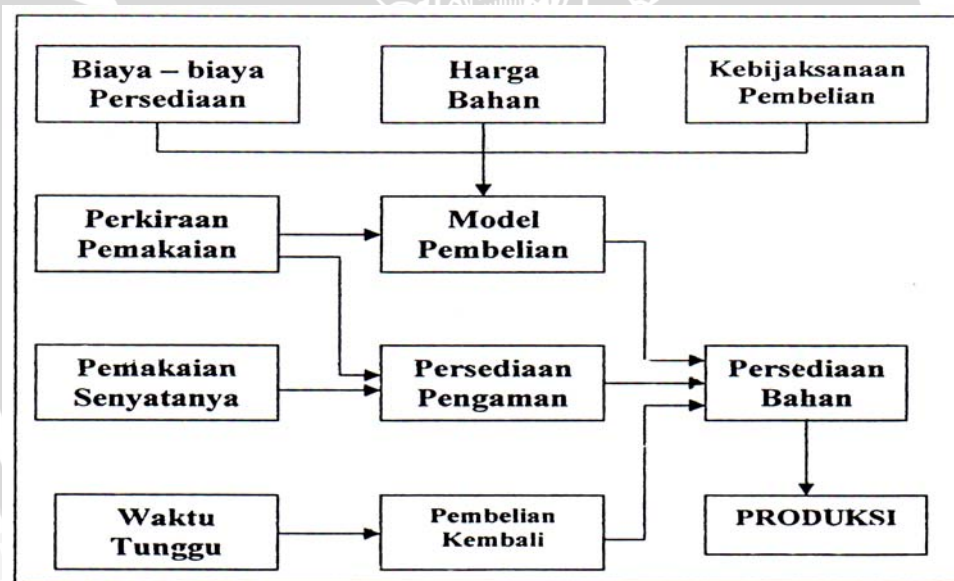 Biaya – biaya
Persediaan
Harga
Bahan
Kebijaksanaan
Pembelian
Perkiraan
Pemakaian
Model
Pembelian
Pemakaian
Senyatanya
Persediaan
Pengaman
Persediaan
Bahan
Waktu
Tunggu
Pembelian
Kembali
PRODUKSI